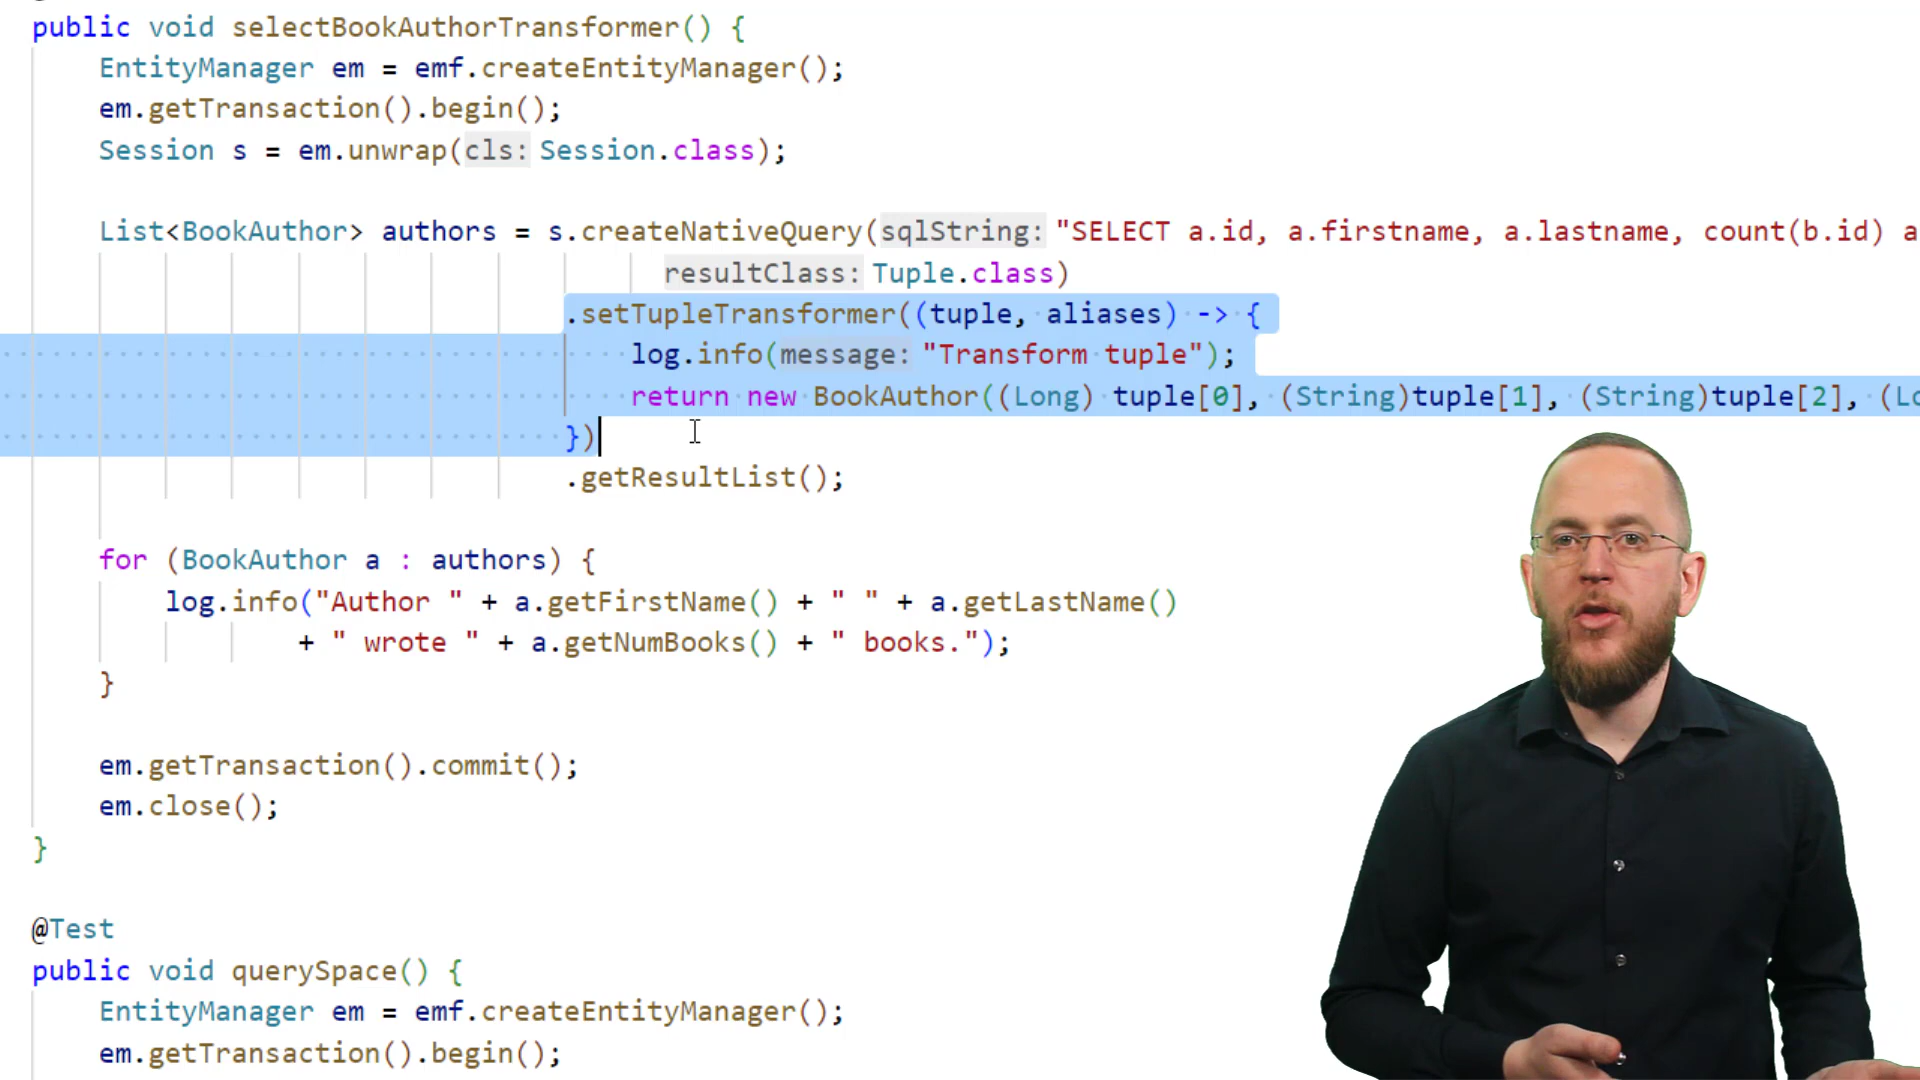 public void selectBookAuthorTransformer() {
EntityManager em = emf.createEntityManager();
em.getTransaction().begin();
Session s = em.unwrap(cls: Session.class);
List<BookAuthor> authors = s.createNativeQuery(sqlString: "SELECT a.id, a.firstname, a.lastname, count(b.id) a
resultClass: Tuple.class)
.setTupleTransformer((tuple, aliases) -> {
log.info(message: "Transform tuple");
return new BookAuthor((Long) tuple[0], (String)tuple[1], (String)tuple[2], (Lo
})
.getResultList();
for (BookAuthor a : authors) {
log.info("Author " + a.getFirstName() + " " + a.getLastName()
+ " wrote " + a.getNumBooks() + " books.");
}
em.getTransaction().commit();
em.close();
}
@Test
public void querySpace() {
EntityManager em = emf.createEntityManager();
em.getTransaction().begin();